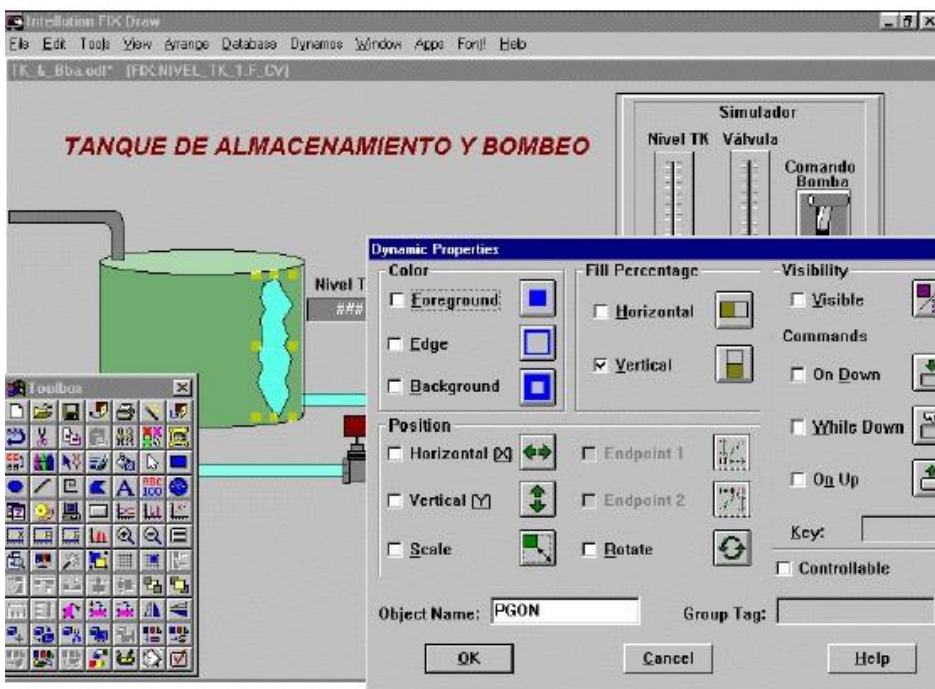 Intellution FIX Draw
File Edit Tools View Arrange Database Dynamos Window Apps Font! Help
TK_&_Bba.odf* [FIX:NIVEL_TK_1.F_CV]
TANQUE DE ALMACENAMIENTO Y BOMBEO
Simulador
Nivel TK Válvula
Comando
Bomba
Nivel T
###
Dynamic Properties
Color
Foreground
Edge
Background
Fill Percentage
Horizontal
Vertical
Visibility
Visible
Commands
On Down
While Down
On Up
Key:
Controllable
Position
Horizontal [X]
Vertical [Y]
Scale
Endpoint 1
Endpoint 2
Rotate
Object Name: PGON
Group Tag:
OK Cancel Help
Toolbox
A ABC
100